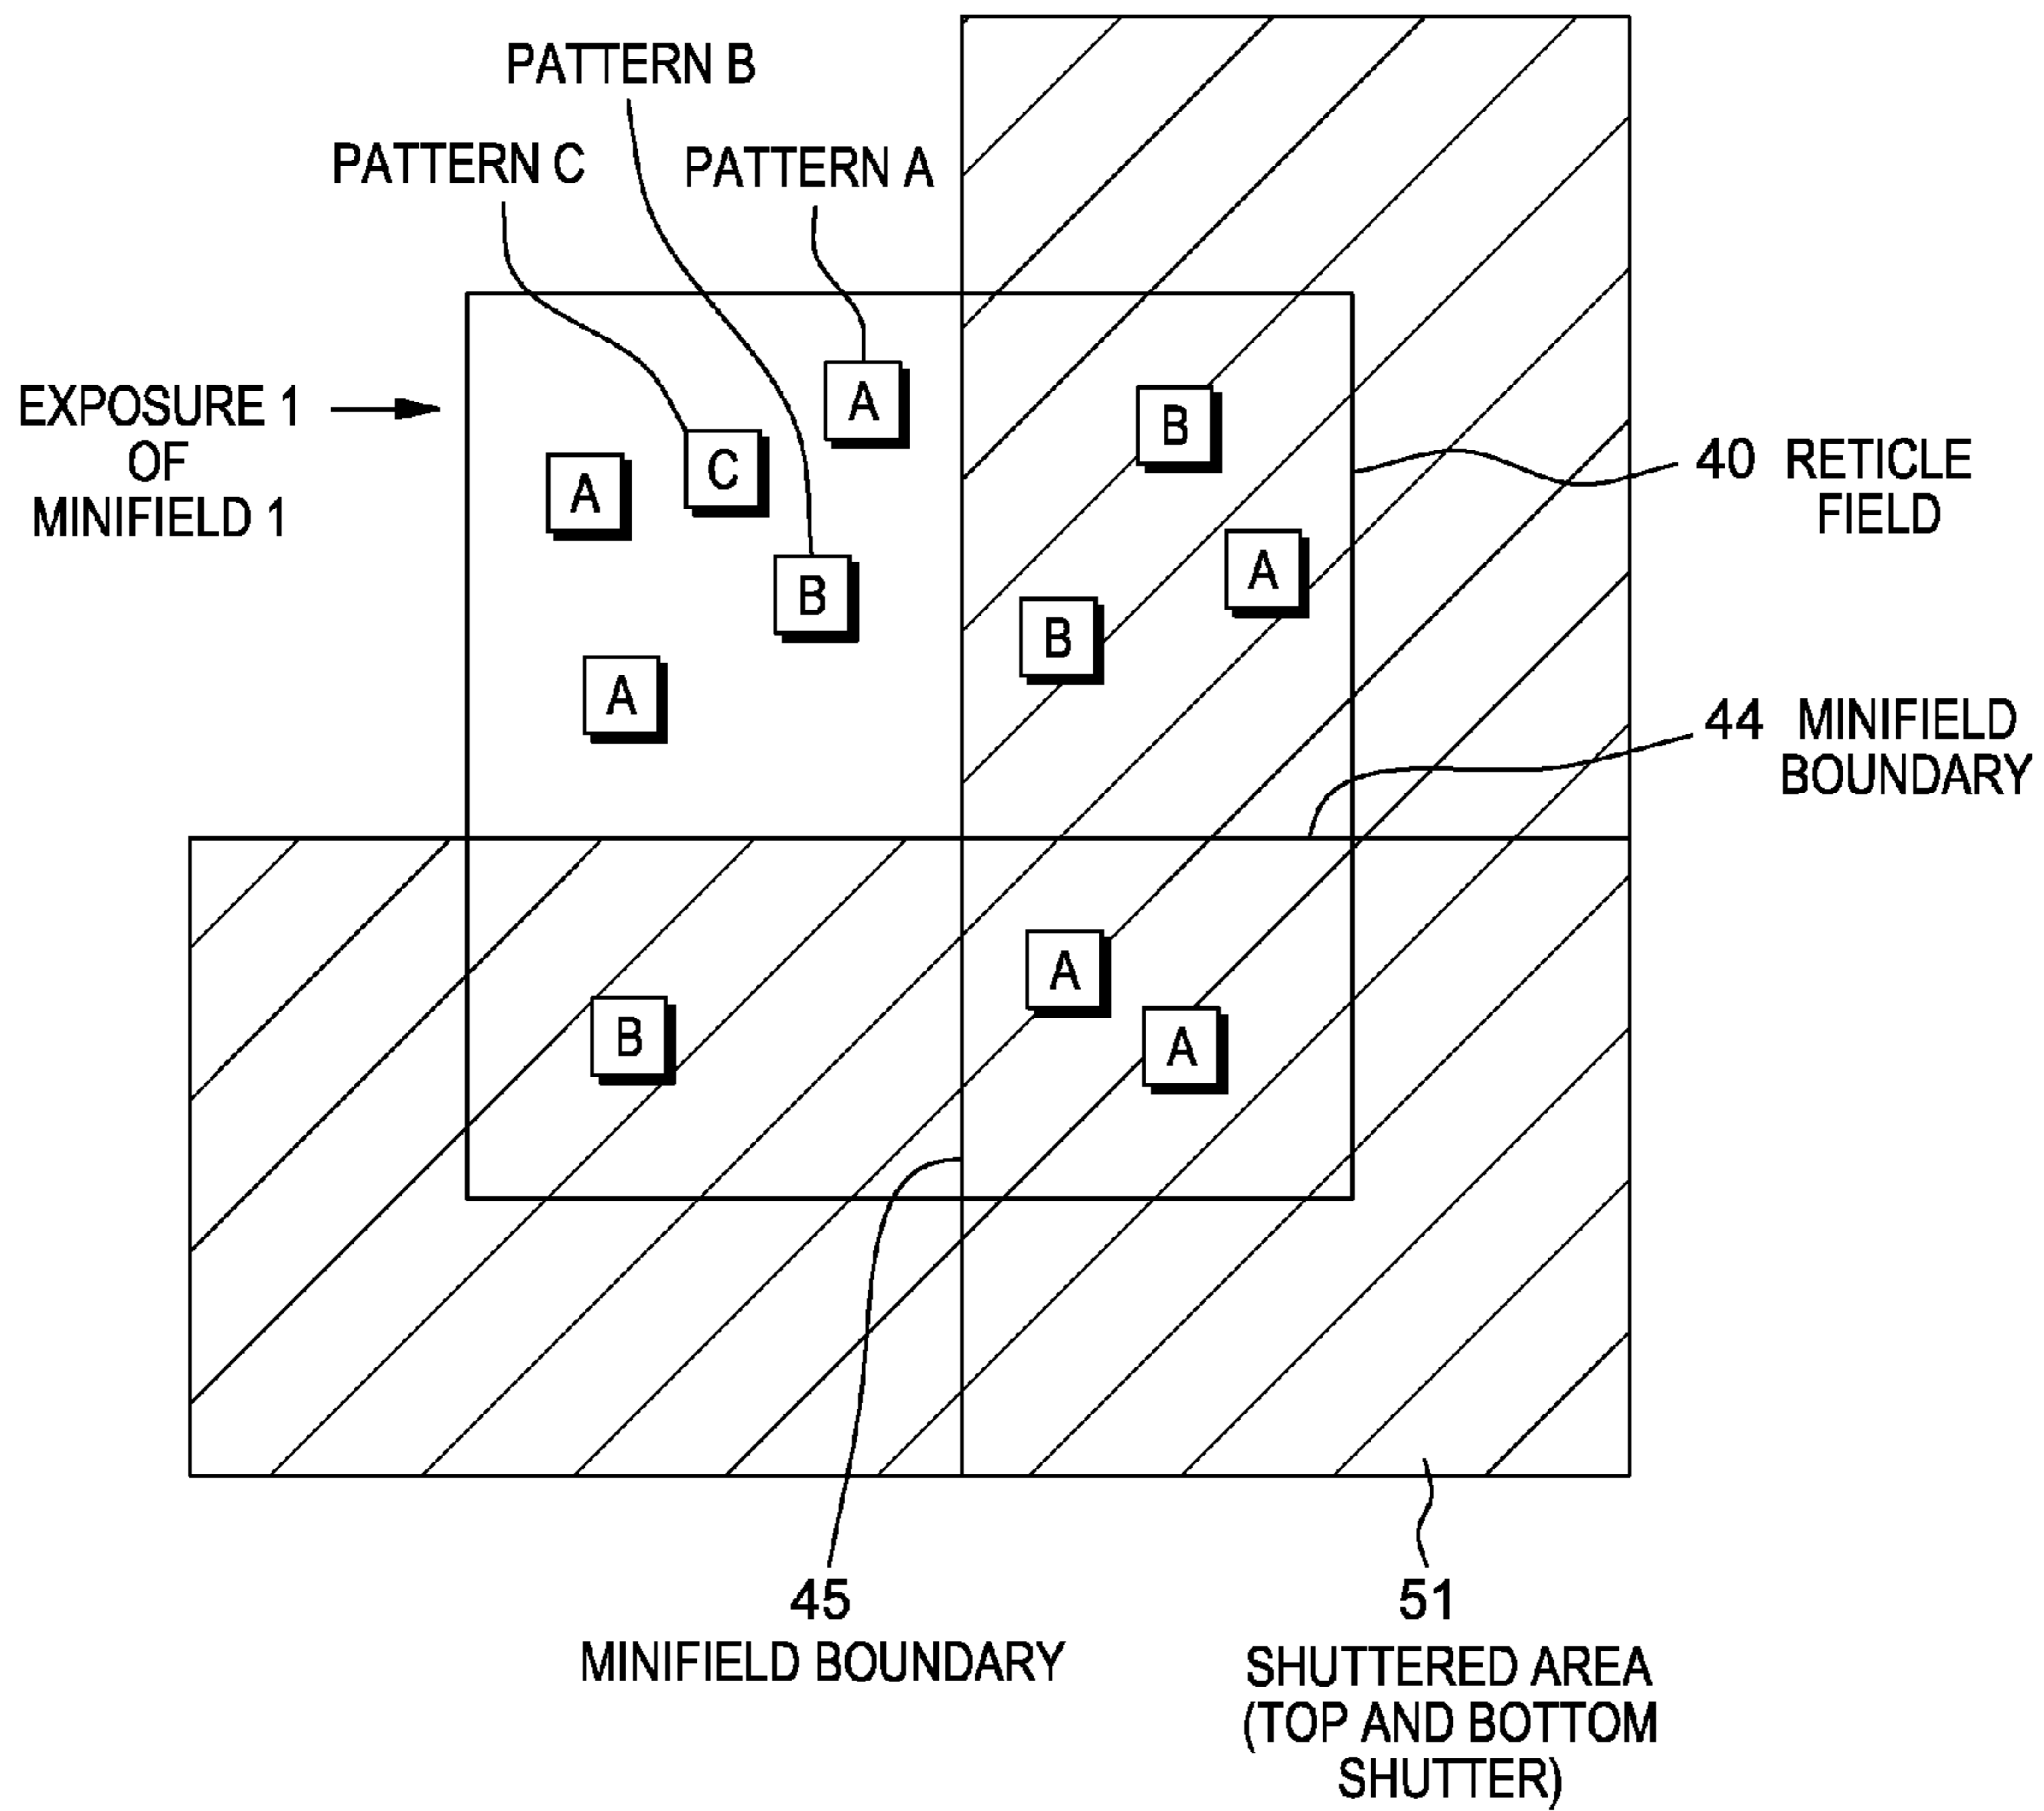 PATTERN B
PATTERN C
PATTERN A
EXPOSURE 1
OF
MINIFIELD 1
A
B
A
C
40 RETICLE
FIELD
B
A
B
A
44 MINIFIELD
BOUNDARY
A
B
A
45
MINIFIELD BOUNDARY
51
SHUTTERED AREA
(TOP AND BOTTOM
SHUTTER)